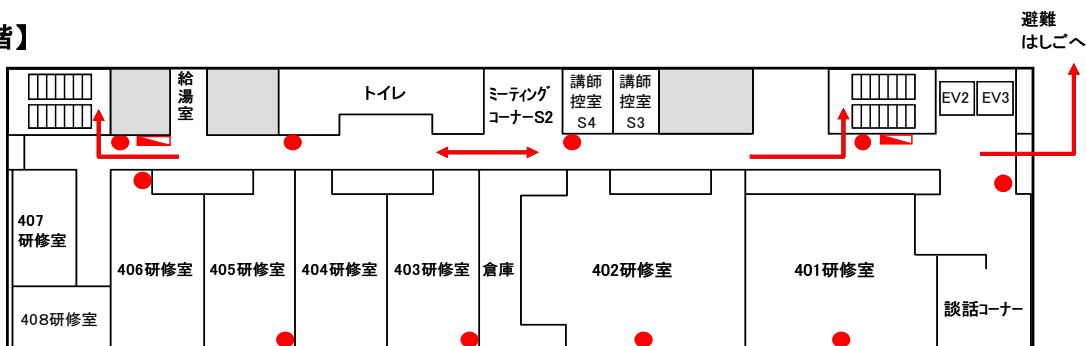 階】
避難
はしごへ
給
湯
室
トイレ
ミーティング
コーナーS2
講師
控室
S4
講師
控室
S3
EV2
EV3
407
研修室
406研修室
405研修室
404研修室
403研修室
倉庫
402研修室
401研修室
408研修室
談話コーナー